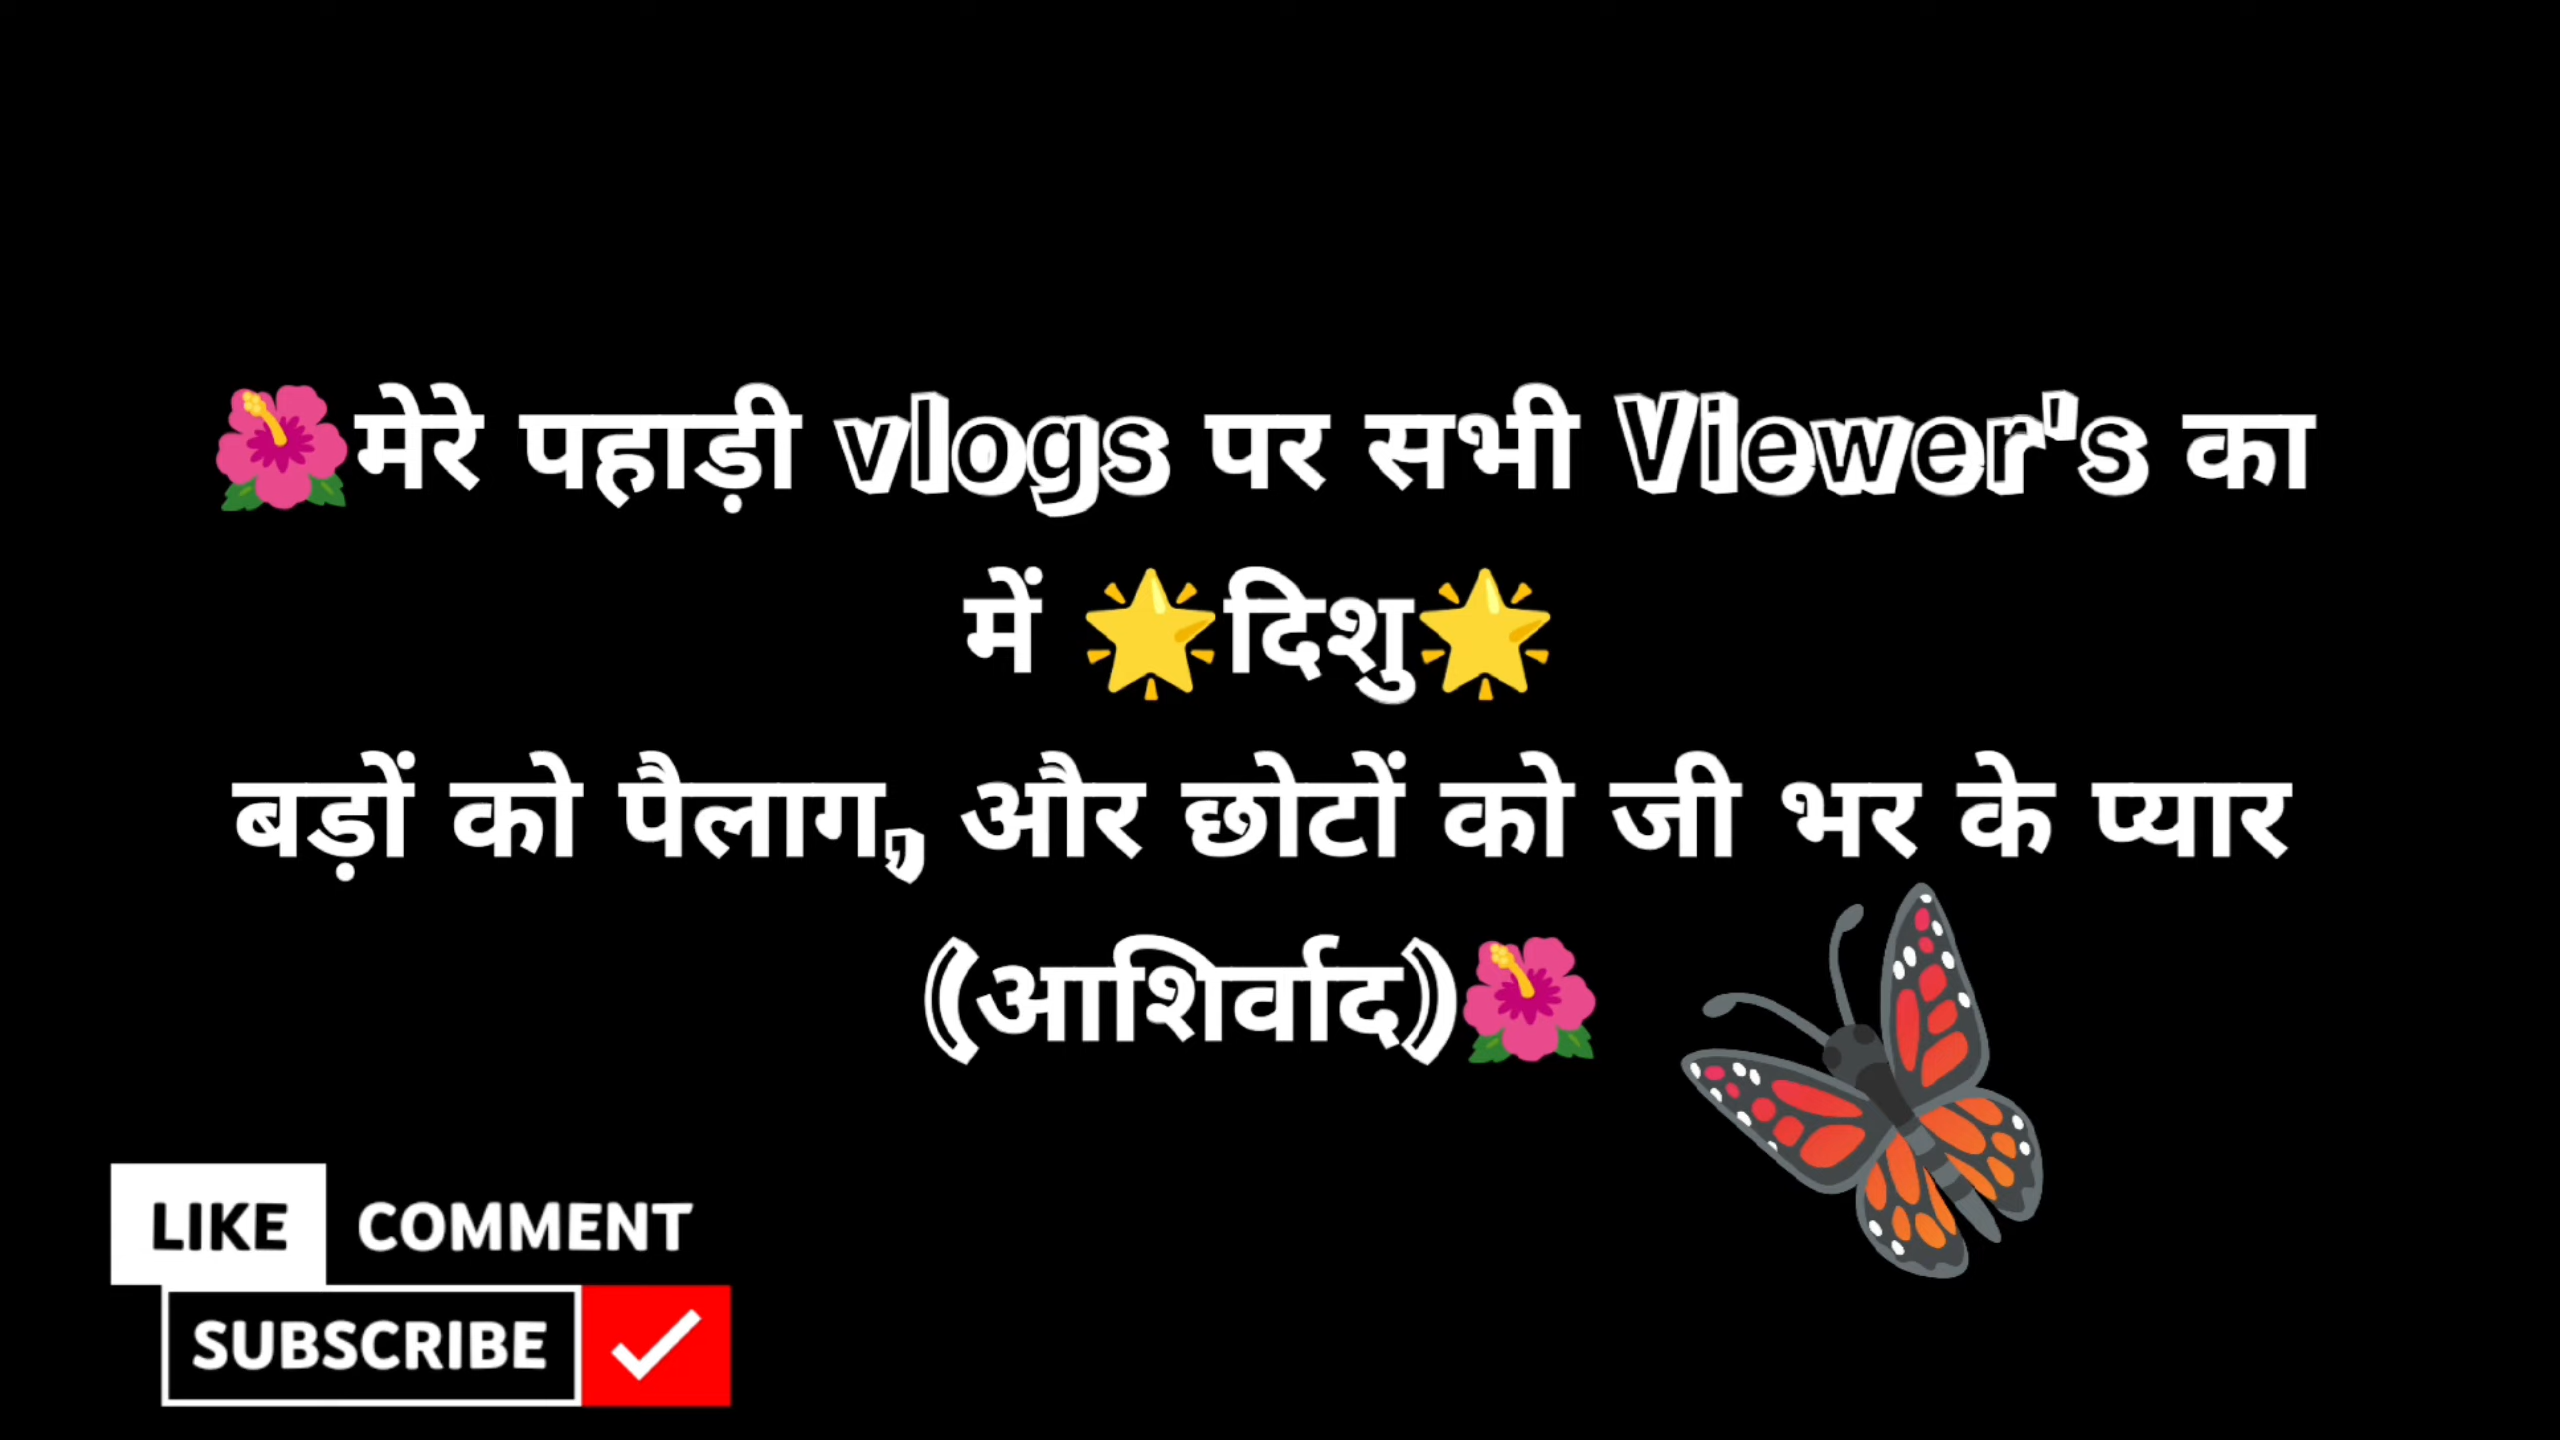 🌺मेरे पहाड़ी vlogs पर सभी Viewer's का
में 🌟दिशु🌟
बड़ों को पैलाग, और छोटों को जी भर के प्यार
(आशिर्वाद)🌺
LIKE COMMENT
SUBSCRIBE